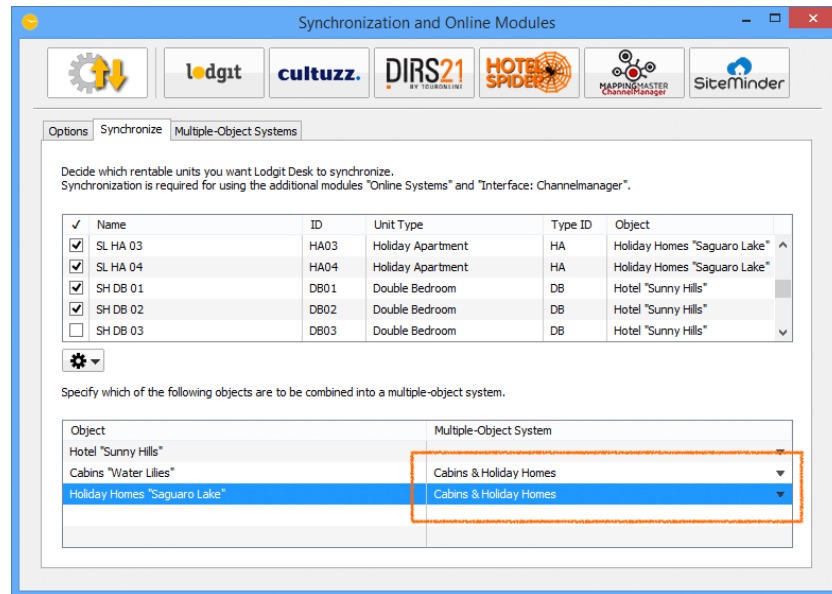 Synchronization and Online Modules
lodgit
cultuzz.
DIRS21
BY TOURONLINE
HOTEL
SPIDER
MAPPINGMASTER
ChannelManager
SiteMinder
Options Synchronize Multiple-Object Systems
Decide which rentable units you want Lodgit Desk to synchronize.
Synchronization is required for using the additional modules "Online Systems" and "Interface: Channelmanager".
✓ Name ID Unit Type Type ID Object
SL HA 03 HA03 Holiday Apartment HA Holiday Homes "Saguaro Lake"
SL HA 04 HA04 Holiday Apartment HA Holiday Homes "Saguaro Lake"
SH DB 01 DB01 Double Bedroom DB Hotel "Sunny Hills"
SH DB 02 DB02 Double Bedroom DB Hotel "Sunny Hills"
SH DB 03 DB03 Double Bedroom DB Hotel "Sunny Hills"
Specify which of the following objects are to be combined into a multiple-object system.
Object Multiple-Object System
Hotel "Sunny Hills"
Cabins "Water Lilies" Cabins & Holiday Homes
Holiday Homes "Saguaro Lake" Cabins & Holiday Homes